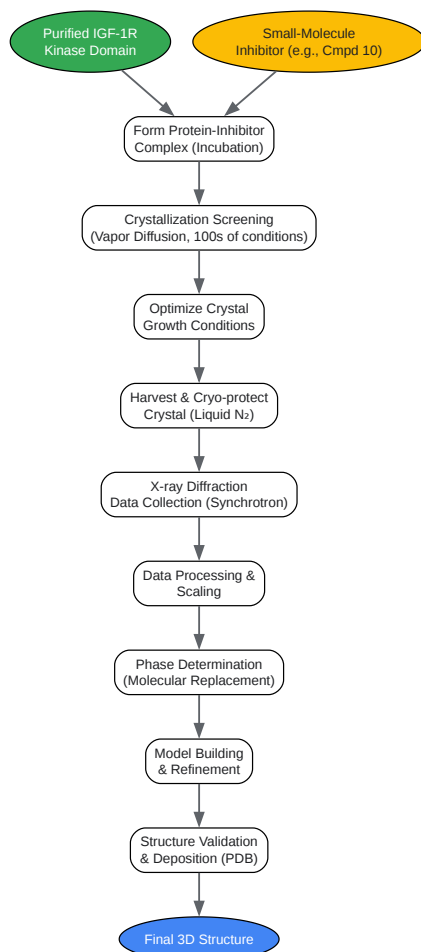 Purified IGF-1R
Kinase Domain
Small-Molecule
Inhibitor (e.g., Cmpd 10)
Form Protein-Inhibitor
Complex (Incubation)
Crystallization Screening
(Vapor Diffusion, 100s of conditions)
Optimize Crystal
Growth Conditions
Harvest & Cryo-protect
Crystal (Liquid N₂)
X-ray Diffraction
Data Collection (Synchrotron)
Data Processing &
Scaling
Phase Determination
(Molecular Replacement)
Model Building
& Refinement
Structure Validation
& Deposition (PDB)
Final 3D Structure